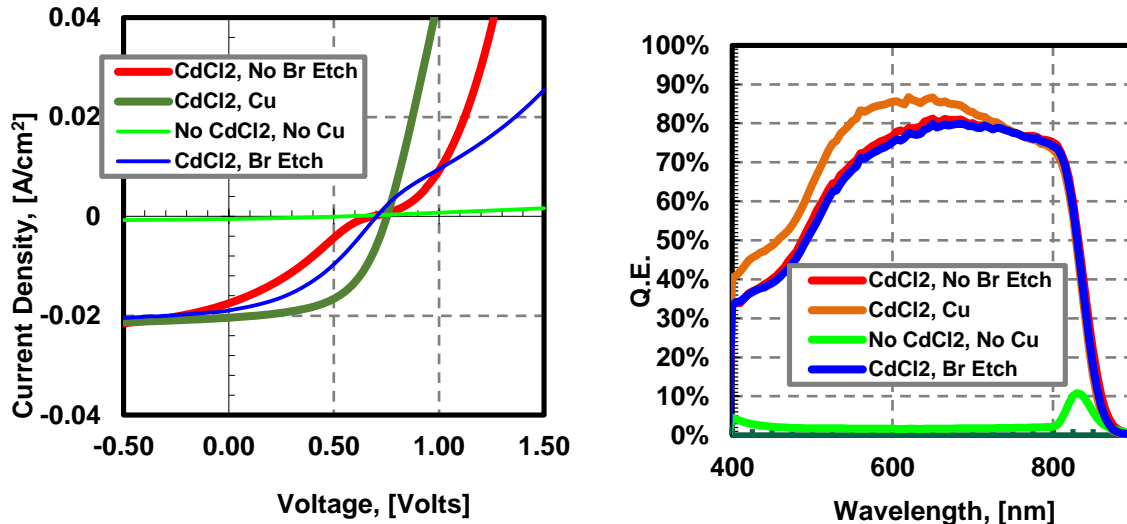 0.04
0.02
0
-0.02
-0.04
Current Density, [A/cm²]
CdCl2, No Br Etch
CdCl2, Cu
No CdCl2, No Cu
CdCl2, Br Etch
-0.50
0.00
0.50
1.00
1.50
Voltage, [Volts]
100%
90%
80%
70%
60%
50%
40%
30%
20%
10%
0%
Q.E.
CdCl2, No Br Etch
CdCl2, Cu
No CdCl2, No Cu
CdCl2, Br Etch
400
600
800
Wavelength, [nm]